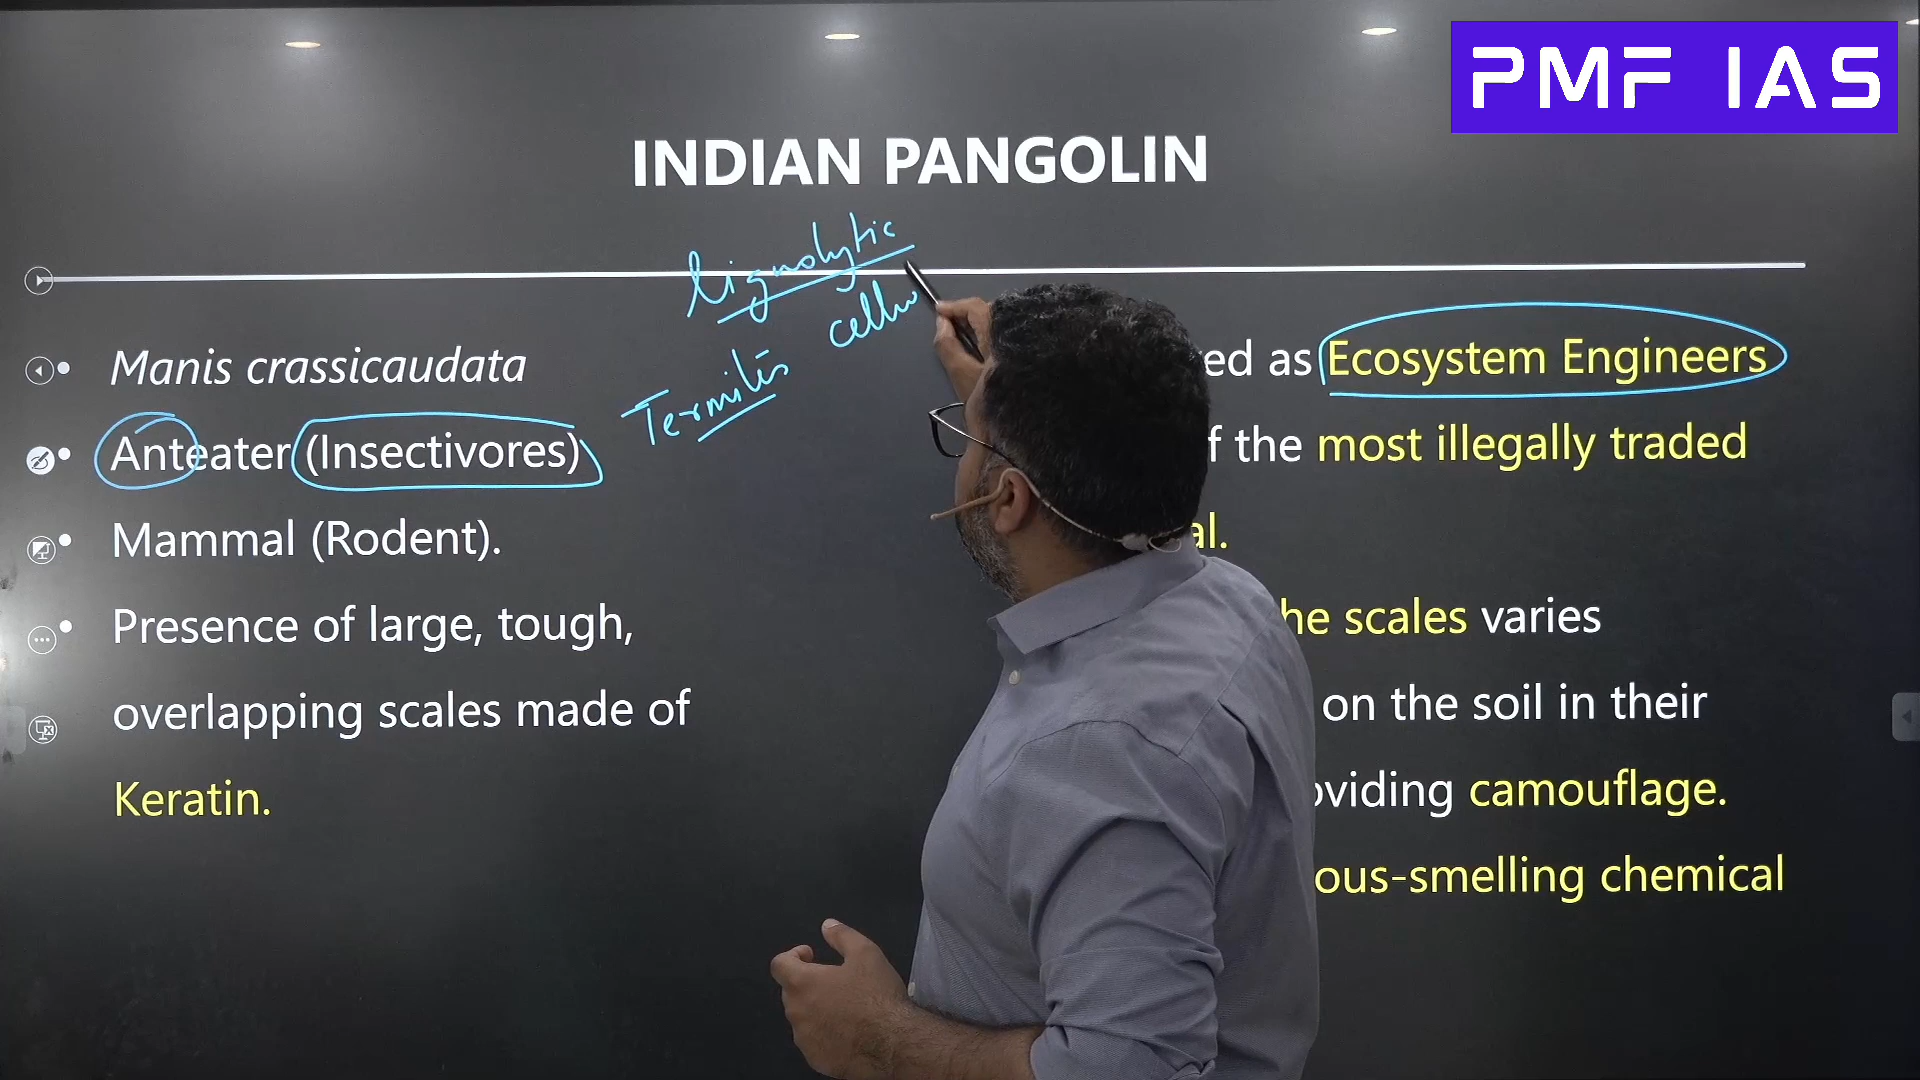 PMF IAS
INDIAN PANGOLIN
lignolytic
cellu
Termites
Manis crassicaudata
Anteater (Insectivores)
Mammal (Rodent).
Presence of large, tough,
overlapping scales made of
Keratin.
ed as Ecosystem Engineers
f the most illegally traded
al.
he scales varies
on the soil in their
oviding camouflage.
ous-smelling chemical